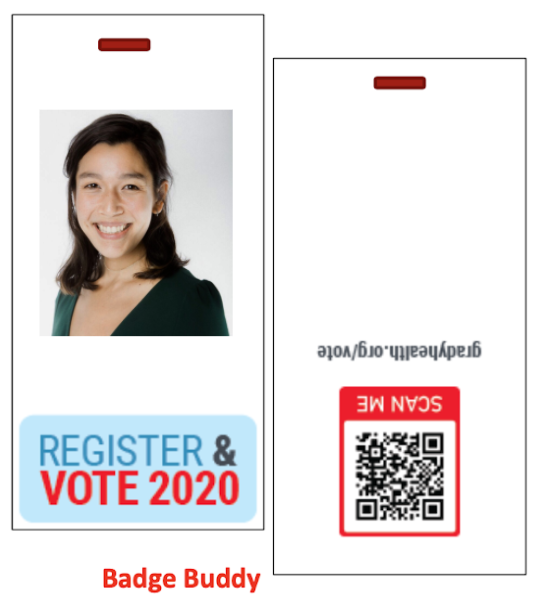 REGISTER &
VOTE 2020
gradyhealth.org/vote
SCAN ME
Badge Buddy